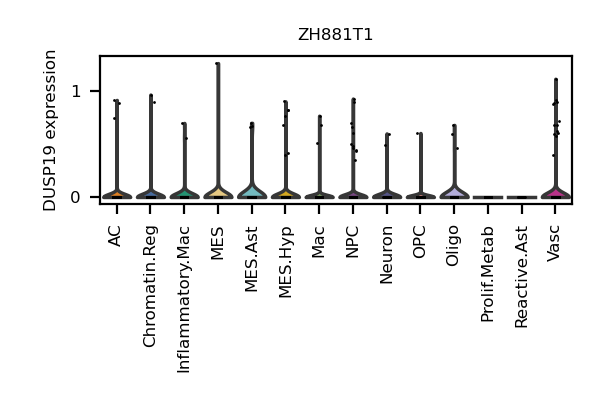 ZH881T1
DUSP19 expression
1
0
AC
Chromatin.Reg
Inflammatory.Mac
MES
MES.Ast
MES.Hyp
Mac
NPC
Neuron
OPC
Oligo
Prolif.Metab
Reactive.Ast
Vasc